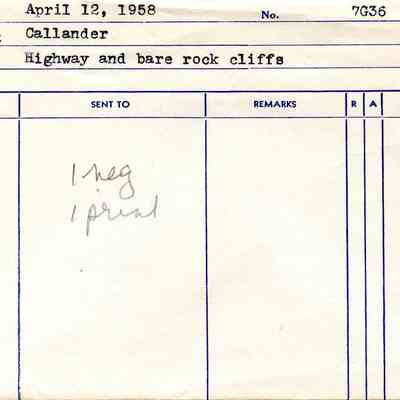 April 12, 1958 No. 7G36
Callander
Highway and bare rock cliffs
SENT TO REMARKS R A
1 neg
1 print